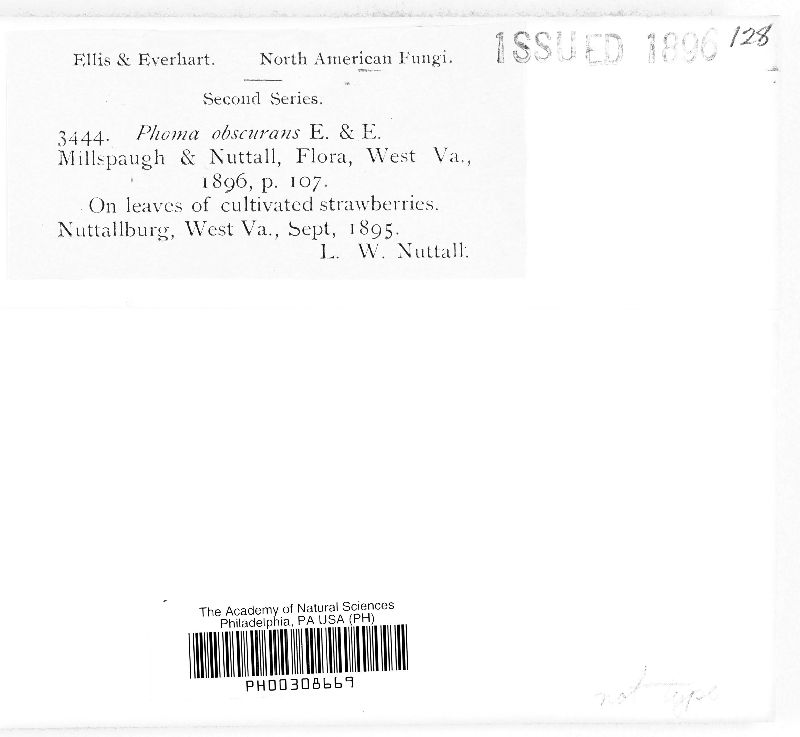 Ellis & Everhart. North American Fungi.
ISSUED 1896 128
Second Series.
3444. Phoma obscurans E. & E.
Millspaugh & Nuttall, Flora, West Va.,
1896, p. 107.
On leaves of cultivated strawberries.
Nuttallburg, West Va., Sept, 1895.
L. W. Nuttall.
The Academy of Natural Sciences
Philadelphia, PA USA (PH)
PH00308669
not type